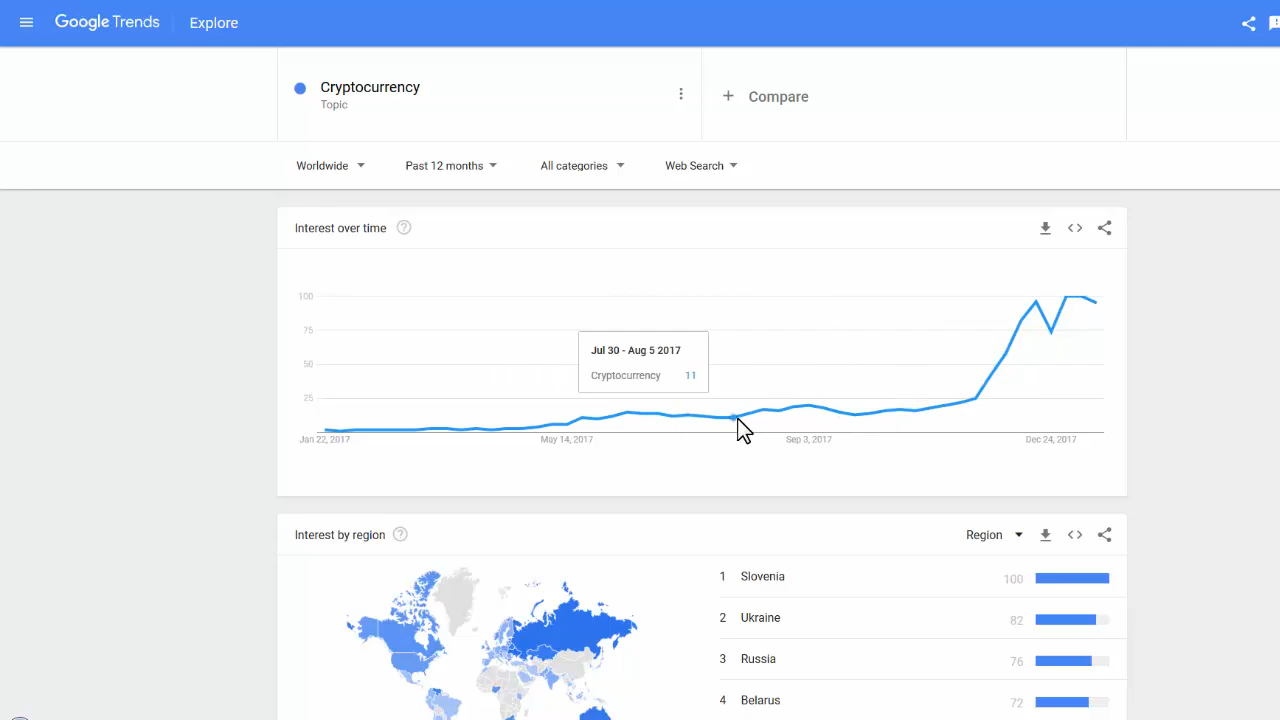 Google Trends Explore
Cryptocurrency
Topic
+ Compare
Worldwide Past 12 months All categories Web Search
Interest over time ?
100
75
50
25
Jul 30 - Aug 5 2017
Cryptocurrency 11
Jan 22, 2017 May 14, 2017 Sep 3, 2017 Dec 24, 2017
Interest by region ? Region
1 Slovenia 100
2 Ukraine 82
3 Russia 76
4 Belarus 72